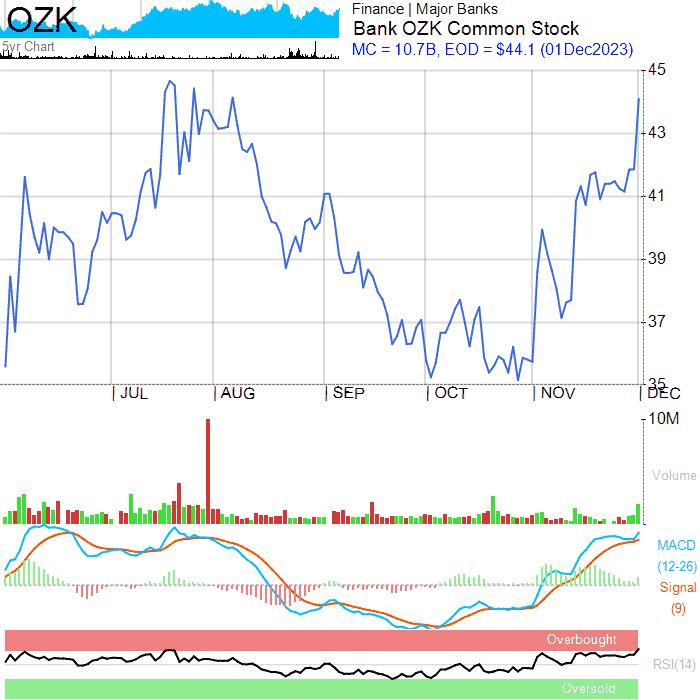 OZK
5yr Chart
Finance | Major Banks
Bank OZK Common Stock
MC = 10.7B, EOD = $44.1 (01Dec2023)
45
43
41
39
37
35
JUL
AUG
SEP
OCT
NOV
DEC
10M
Volume
MACD
(12-26)
Signal
(9)
Overbought
RSI(14)
Oversold